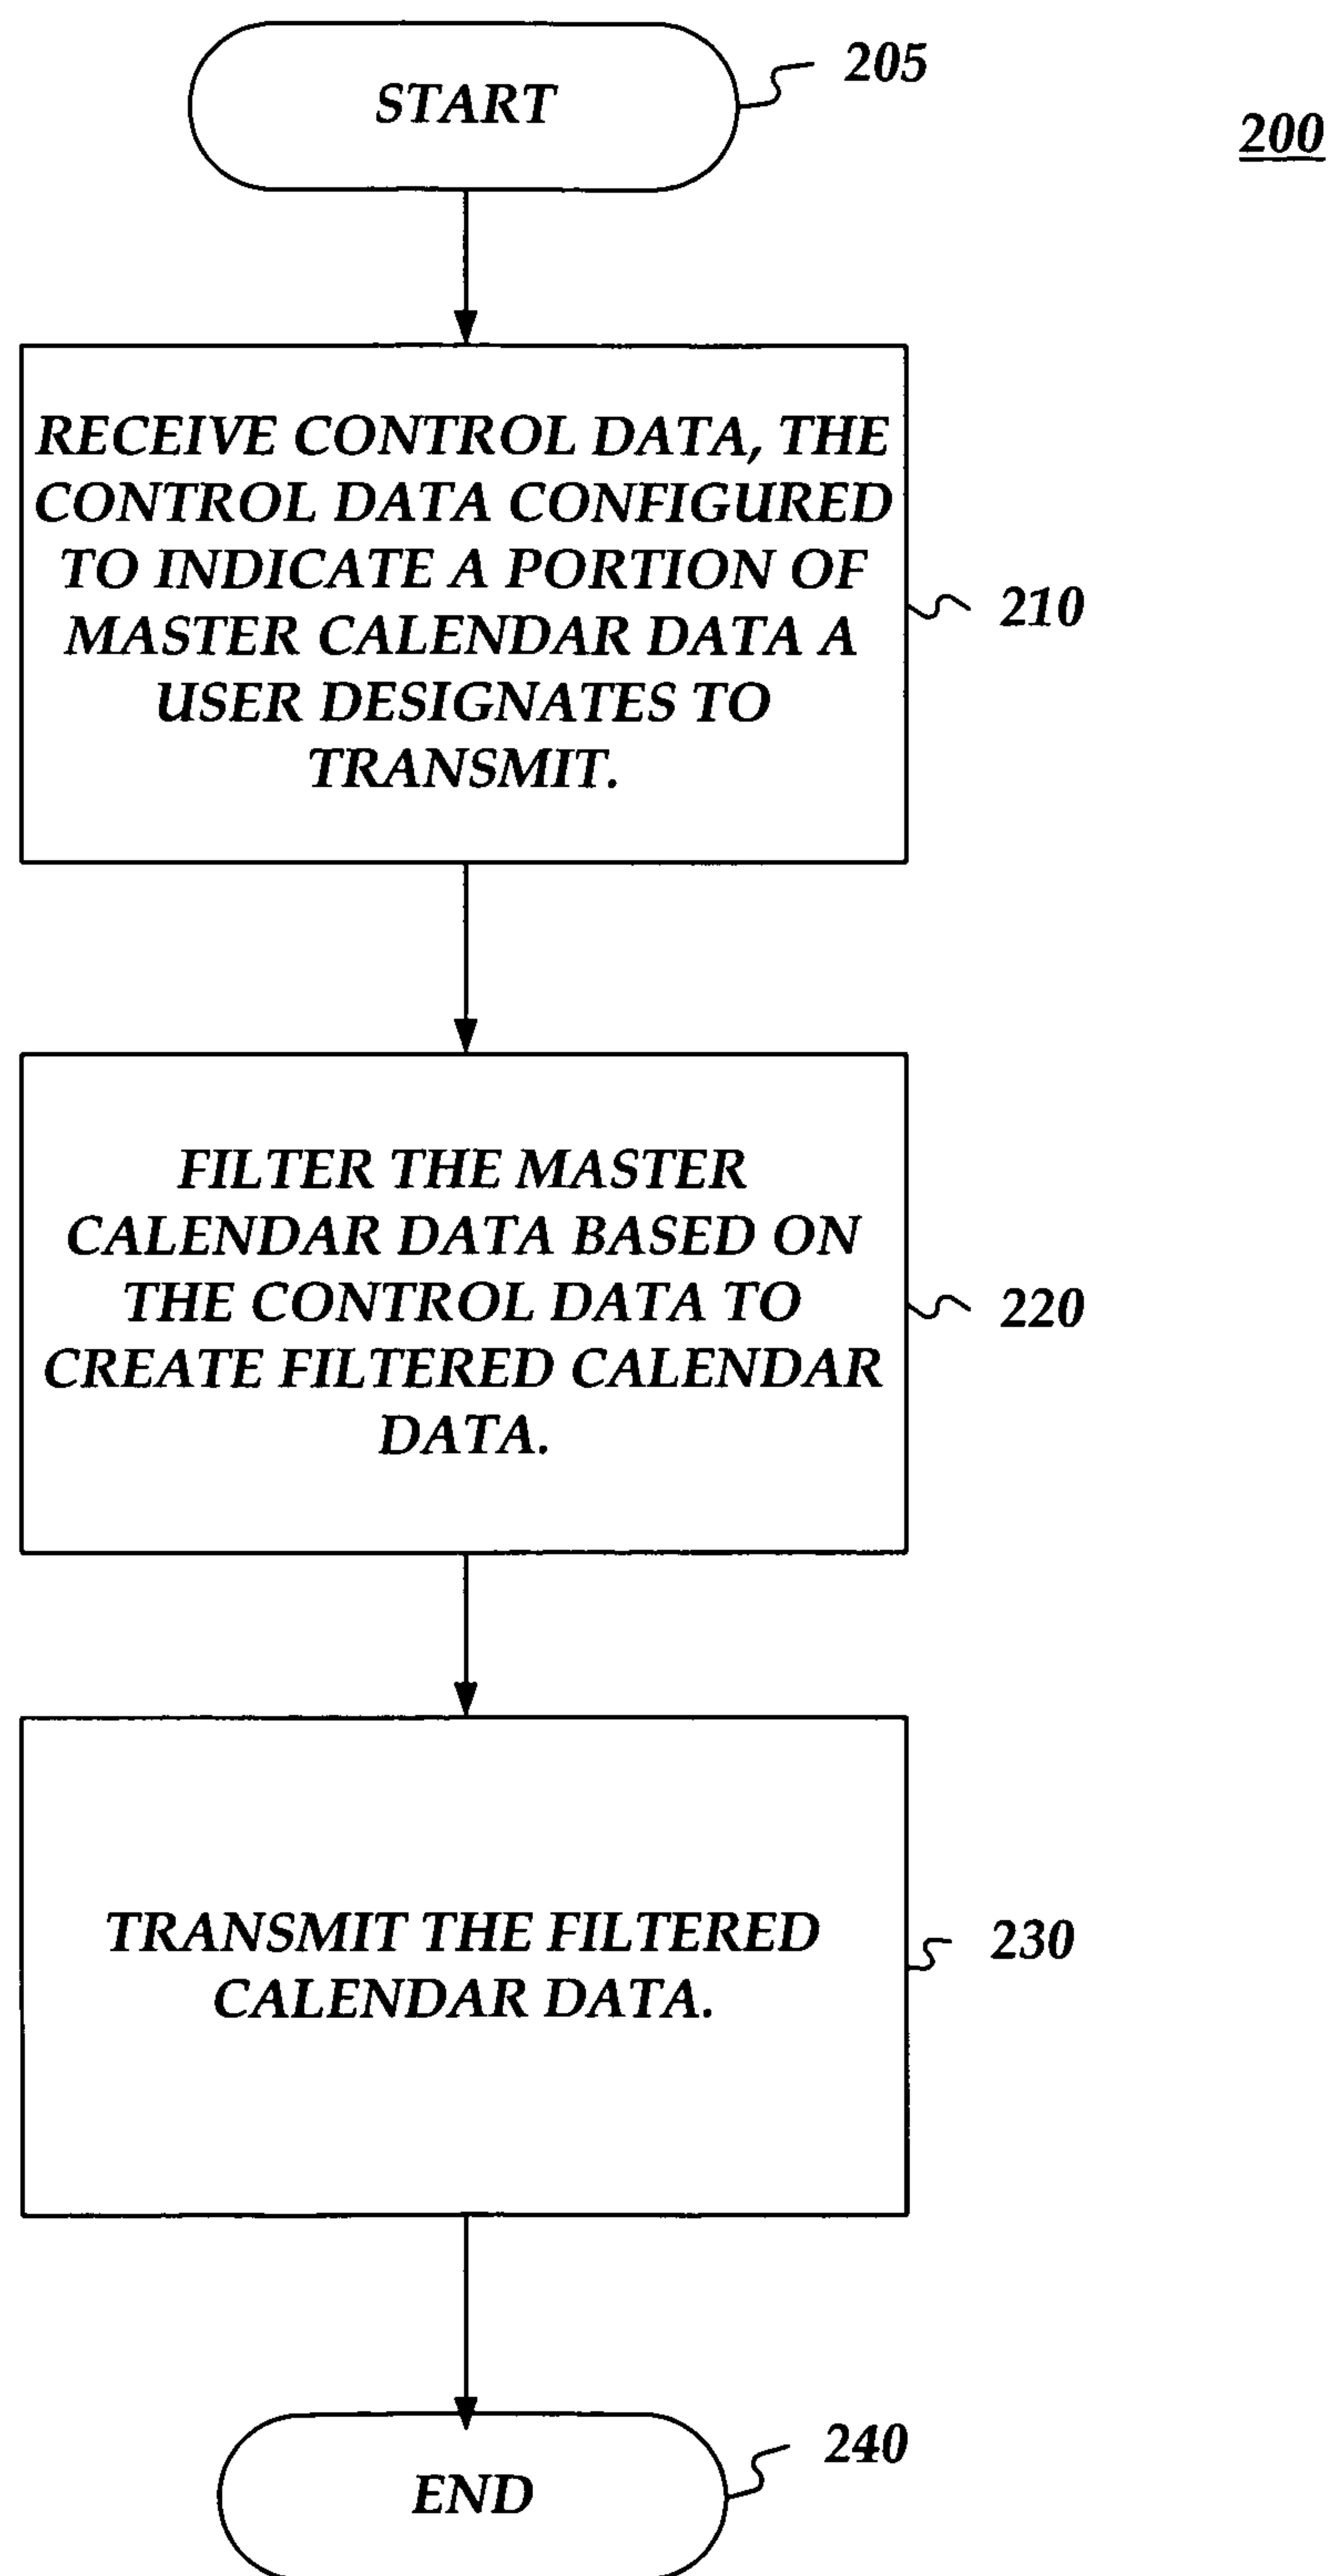 START
205
200
RECEIVE CONTROL DATA, THE
CONTROL DATA CONFIGURED
TO INDICATE A PORTION OF
MASTER CALENDAR DATA A
USER DESIGNATES TO
TRANSMIT.
210
FILTER THE MASTER
CALENDAR DATA BASED ON
THE CONTROL DATA TO
CREATE FILTERED CALENDAR
DATA.
220
TRANSMIT THE FILTERED
CALENDAR DATA.
230
END
240